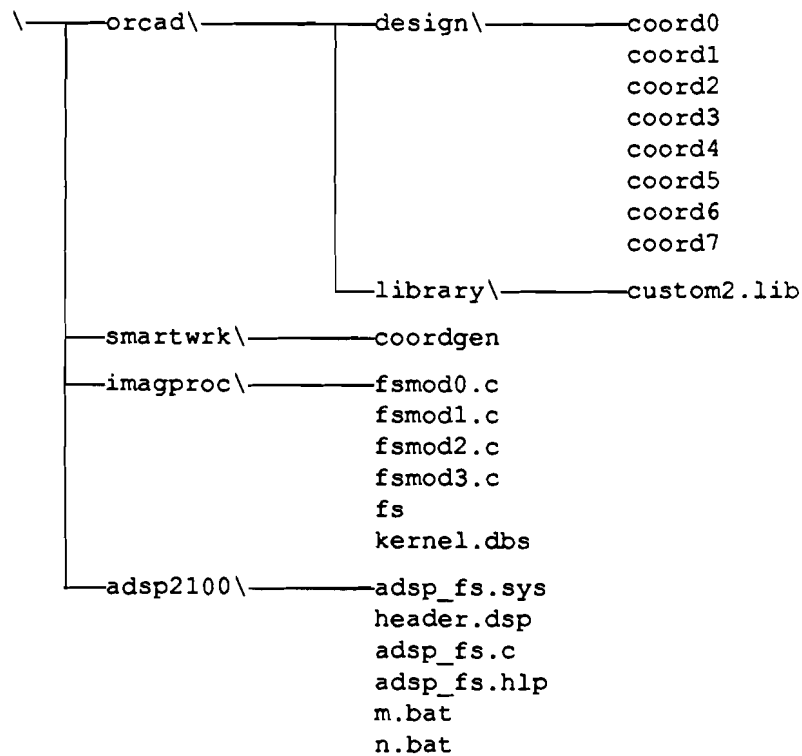 \ orcad\ design\ coord0
coord1
coord2
coord3
coord4
coord5
coord6
coord7
library\ custom2.lib
smartwrk\ coordgen
imagproc\ fsmod0.c
fsmod1.c
fsmod2.c
fsmod3.c
fs
kernel.dbs
adsp2100\ adsp_fs.sys
header.dsp
adsp_fs.c
adsp_fs.hlp
m.bat
n.bat